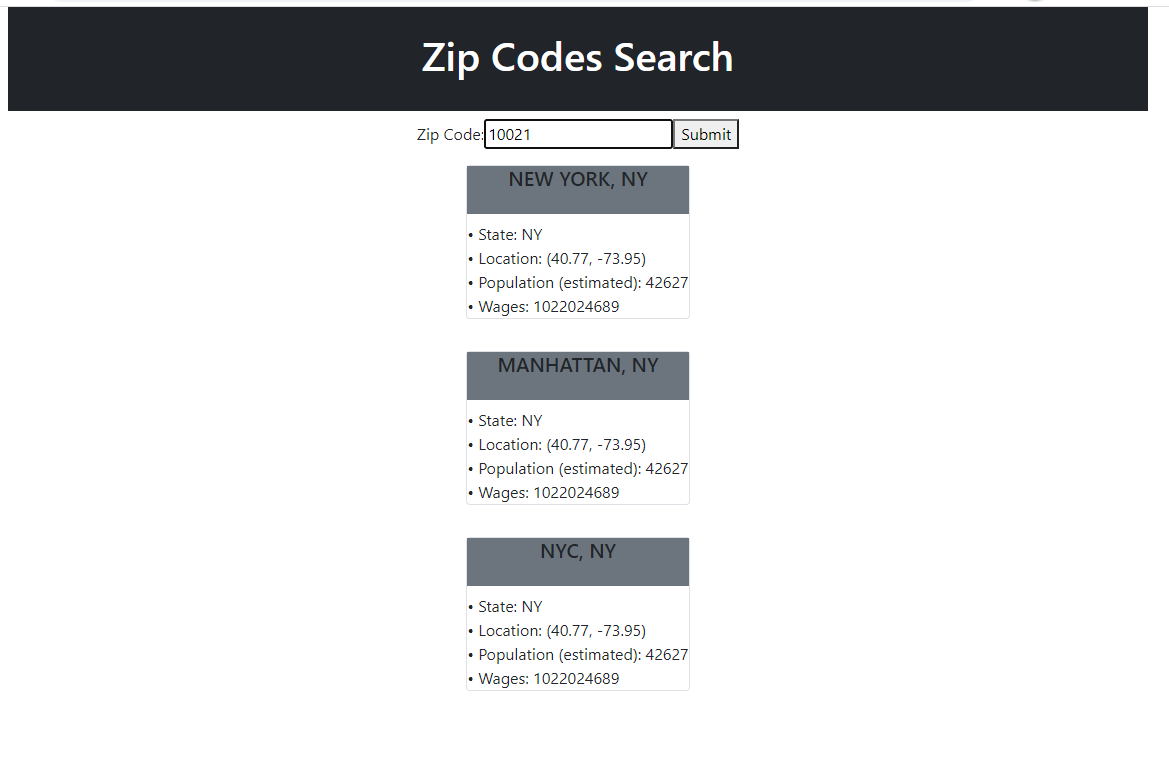 Zip Codes Search
Zip Code: 10021 Submit
NEW YORK, NY
• State: NY
• Location: (40.77, -73.95)
• Population (estimated): 42627
• Wages: 1022024689
MANHATTAN, NY
• State: NY
• Location: (40.77, -73.95)
• Population (estimated): 42627
• Wages: 1022024689
NYC, NY
• State: NY
• Location: (40.77, -73.95)
• Population (estimated): 42627
• Wages: 1022024689